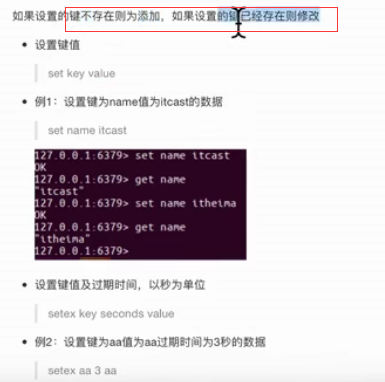 如果设置的键不存在则为添加，如果设置的键已经存在则修改
设置键值
set key value
例1：设置键为name值为itcast的数据
set name itcast
127.0.0.1:6379> set name itcast
OK
127.0.0.1:6379> get name
"itcast"
127.0.0.1:6379> set name itheima
OK
127.0.0.1:6379> get name
"itheima"
127.0.0.1:6379>
设置键值及过期时间，以秒为单位
setex key seconds value
例2：设置键为aa值为aa过期时间为3秒的数据
setex aa 3 aa